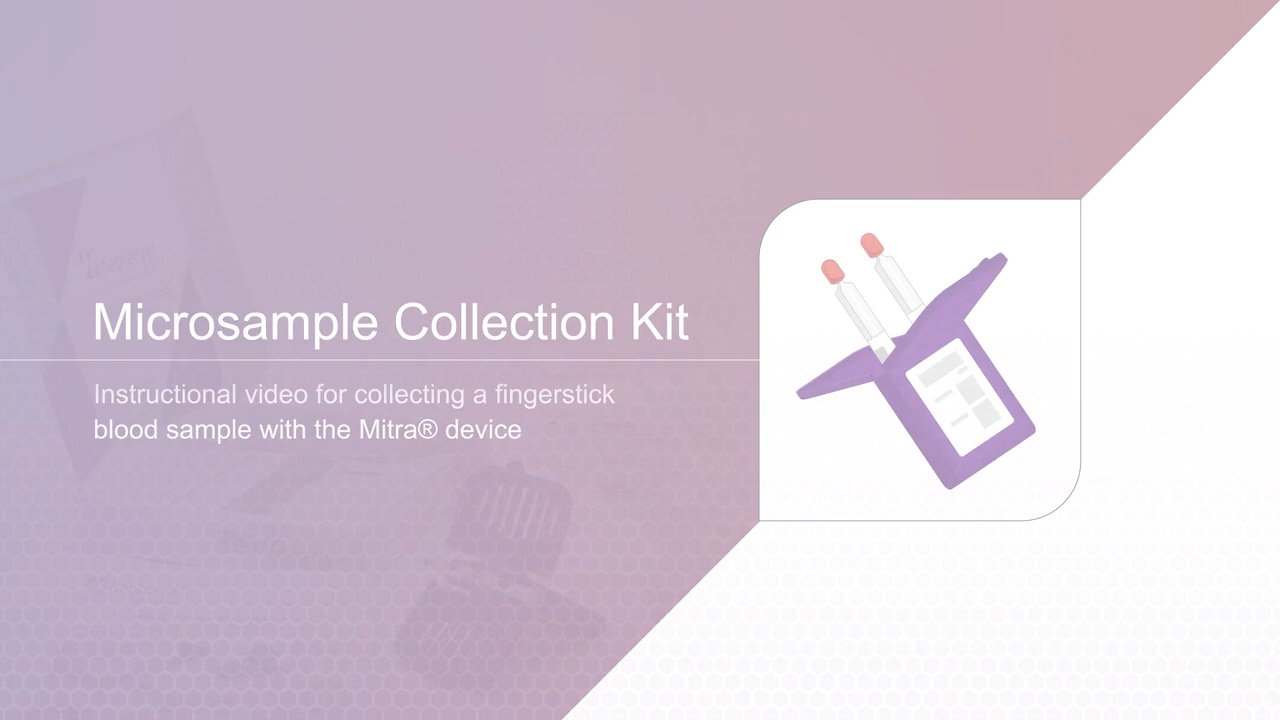 Microsample Collection Kit
Instructional video for collecting a fingerstick
blood sample with the Mitra® device